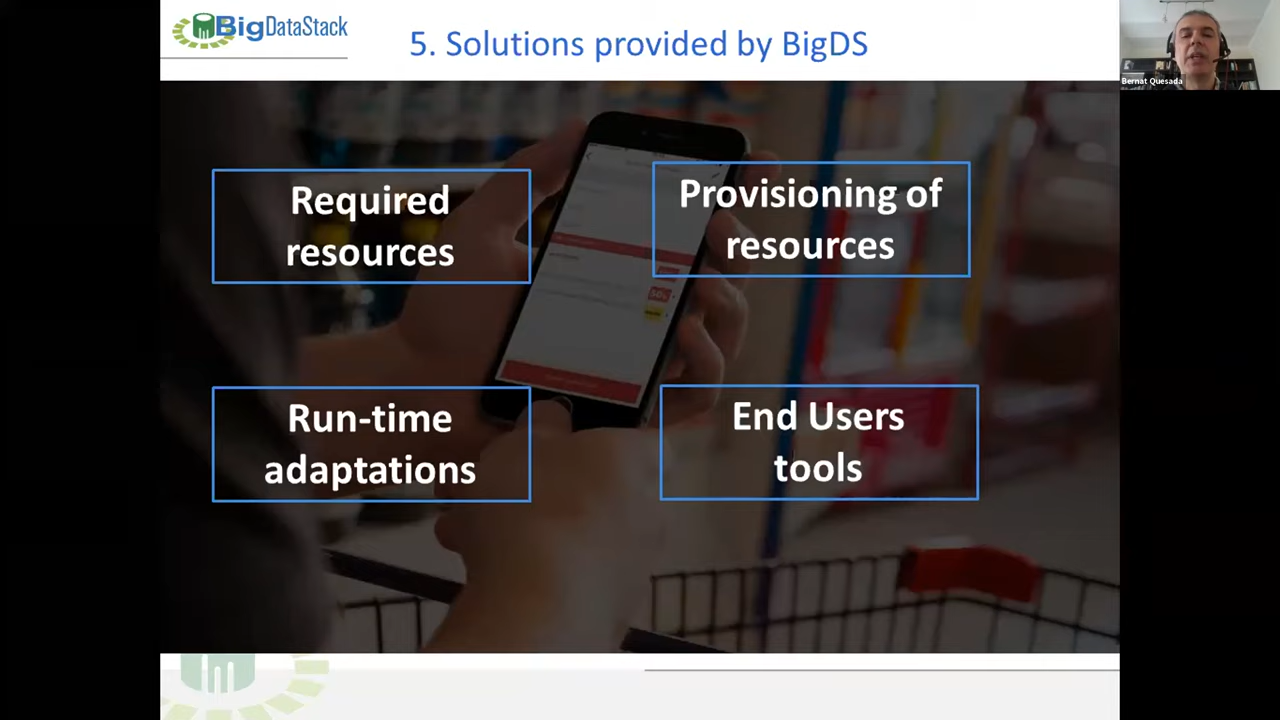 BigDataStack
5. Solutions provided by BigDS
Bernat Quesada
Required
resources
Provisioning of
resources
Run-time
adaptations
End Users
tools